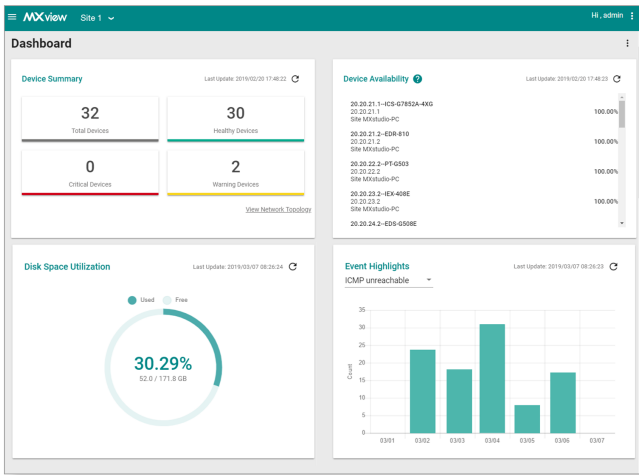 MXview Site 1 Hi , admin
Dashboard
Device Summary Last Update: 2019/02/20 17:48:22
32
Total Devices
30
Healthy Devices
0
Critical Devices
2
Warning Devices
View Network Topology
Device Availability ? Last Update: 2019/02/20 17:48:23
20.20.21.1--ICS-G7852A-4XG
20.20.21.1 100.00%
Site MXstudio-PC
20.20.21.2--EDR-810
20.20.21.2 100.00%
Site MXstudio-PC
20.20.22.2--PT-G503
20.20.22.2 100.00%
Site MXstudio-PC
20.20.23.2--IEX-408E
20.20.23.2 100.00%
Site MXstudio-PC
20.20.24.2--EDS-G508E
Disk Space Utilization Last Update: 2019/03/07 08:26:24
Used Free
30.29%
52.0 / 171.8 GB
Event Highlights Last Update: 2019/03/07 08:26:23
ICMP unreachable
Count
35
30
25
20
15
10
5
0
03/01 03/02 03/03 03/04 03/05 03/06 03/07